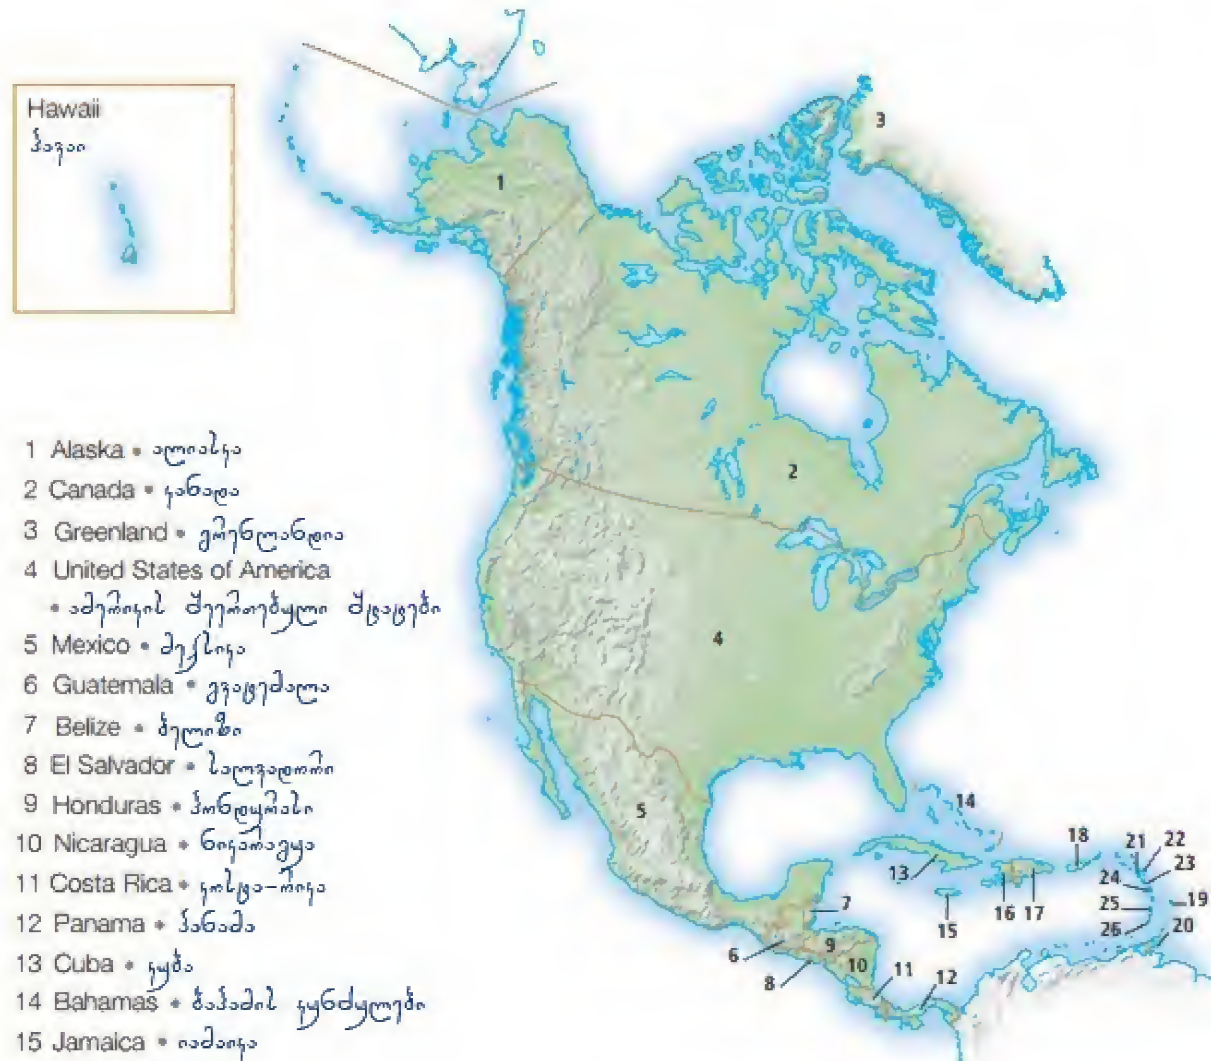 Hawaii
ჰავაი
1 Alaska • ალიასკა
2 Canada • კანადა
3 Greenland • გრენლანდია
4 United States of America
• ამერიკის შეერთებული შტატები
5 Mexico • მექსიკა
6 Guatemala • გვატემალა
7 Belize • ბელიზი
8 El Salvador • სალვადორი
9 Honduras • ჰონდურასი
10 Nicaragua • ნიკარაგუა
11 Costa Rica • კოსტა-რიკა
12 Panama • პანამა
13 Cuba • კუბა
14 Bahamas • ბაჰამის კუნძულები
15 Jamaica • იამაიკა
1
2
3
4
5
6
7
8
9
10
11
12
13
14
15
16
17
18
19
20
21
22
23
24
25
26